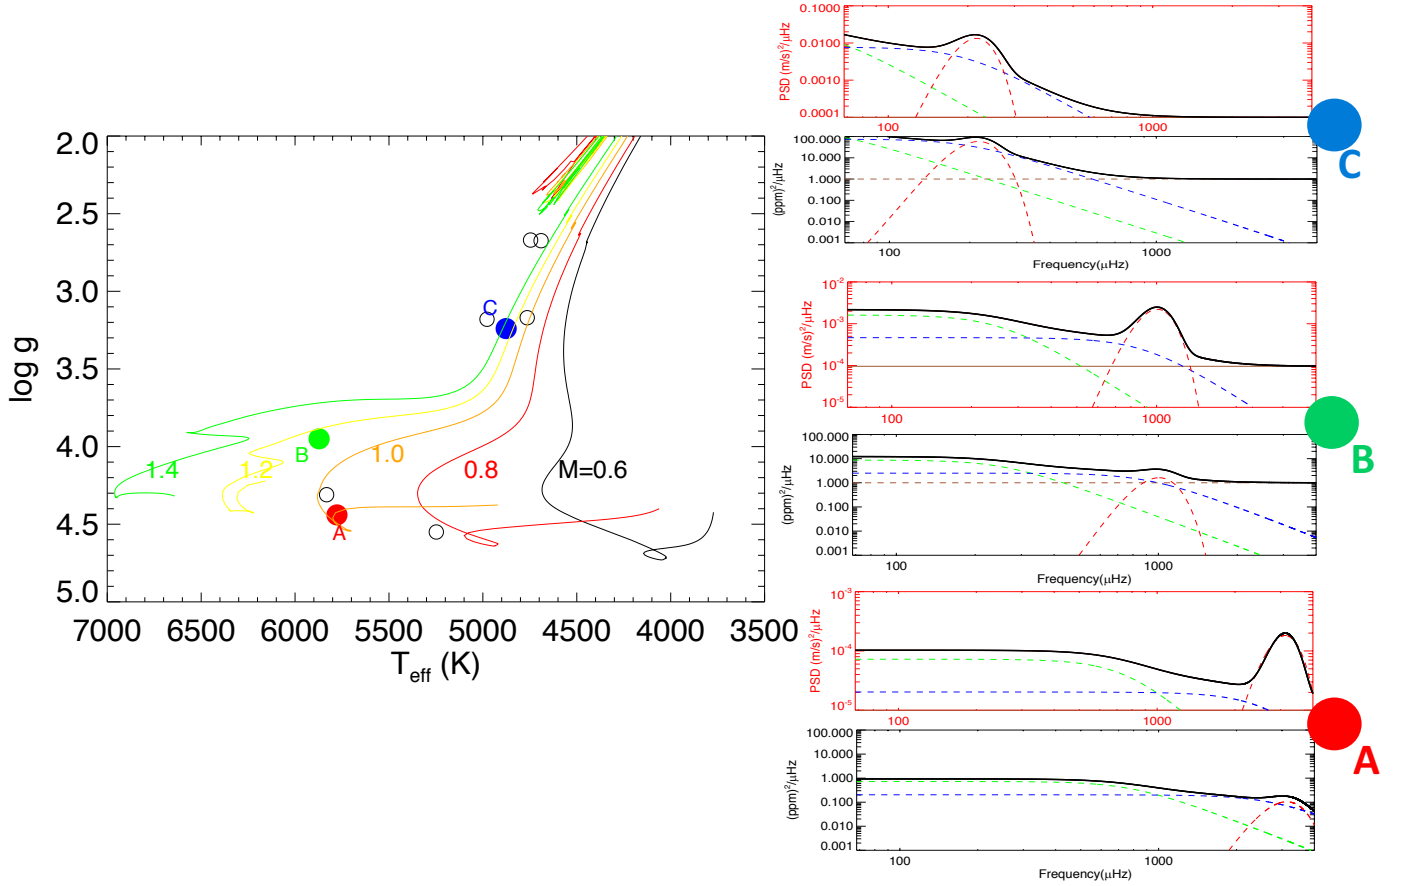 2.0
2.5
3.0
3.5
4.0
4.5
5.0
log g
7000 6500 6000 5500 5000 4500 4000 3500
T_eff (K)
C
B
A
1.4
1.2
1.0
0.8
M=0.6
0.1000
0.0100
0.0010
0.0001
PSD (m/s)²/μHz
100 1000
100.000
10.000
1.000
0.100
0.010
0.001
(ppm)²/μHz
100 1000
Frequency(μHz)
C
10⁻²
10⁻³
10⁻⁴
10⁻⁵
PSD (m/s)²/μHz
100 1000
100.000
10.000
1.000
0.100
0.010
0.001
(ppm)²/μHz
100 1000
Frequency(μHz)
B
10⁻³
10⁻⁴
10⁻⁵
PSD (m/s)²/μHz
100 1000
100.000
10.000
1.000
0.100
0.010
0.001
(ppm)²/μHz
100 1000
Frequency(μHz)
A